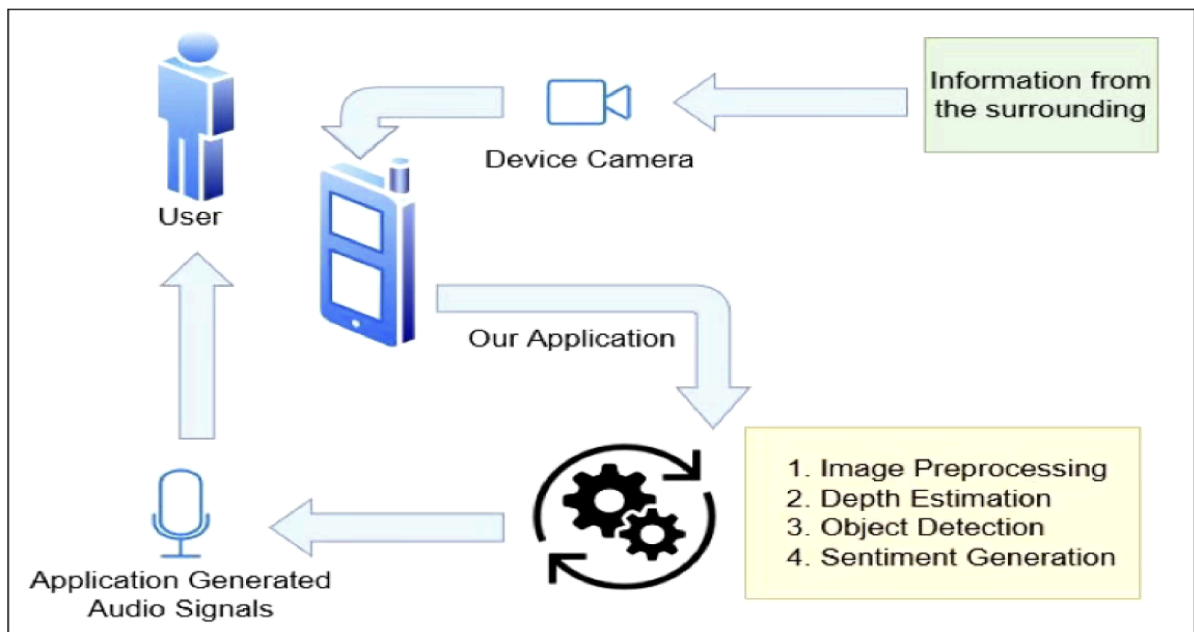 Information from
the surrounding
Device Camera
User
Our Application
1. Image Preprocessing
2. Depth Estimation
3. Object Detection
4. Sentiment Generation
Application Generated
Audio Signals